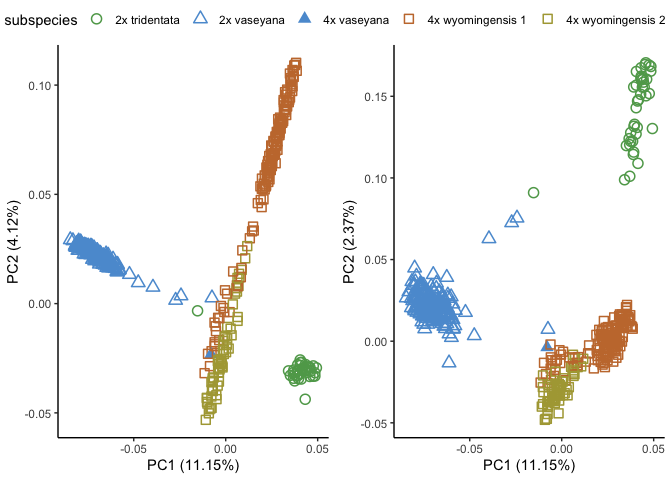 subspecies 2x tridentata 2x vaseyana 4x vaseyana 4x wyomingensis 1 4x wyomingensis 2
PC2 (4.12%)
0.10
0.05
0.00
-0.05
-0.05 0.00 0.05
PC1 (11.15%)
PC2 (2.37%)
0.15
0.10
0.05
0.00
-0.05
-0.05 0.00 0.05
PC1 (11.15%)